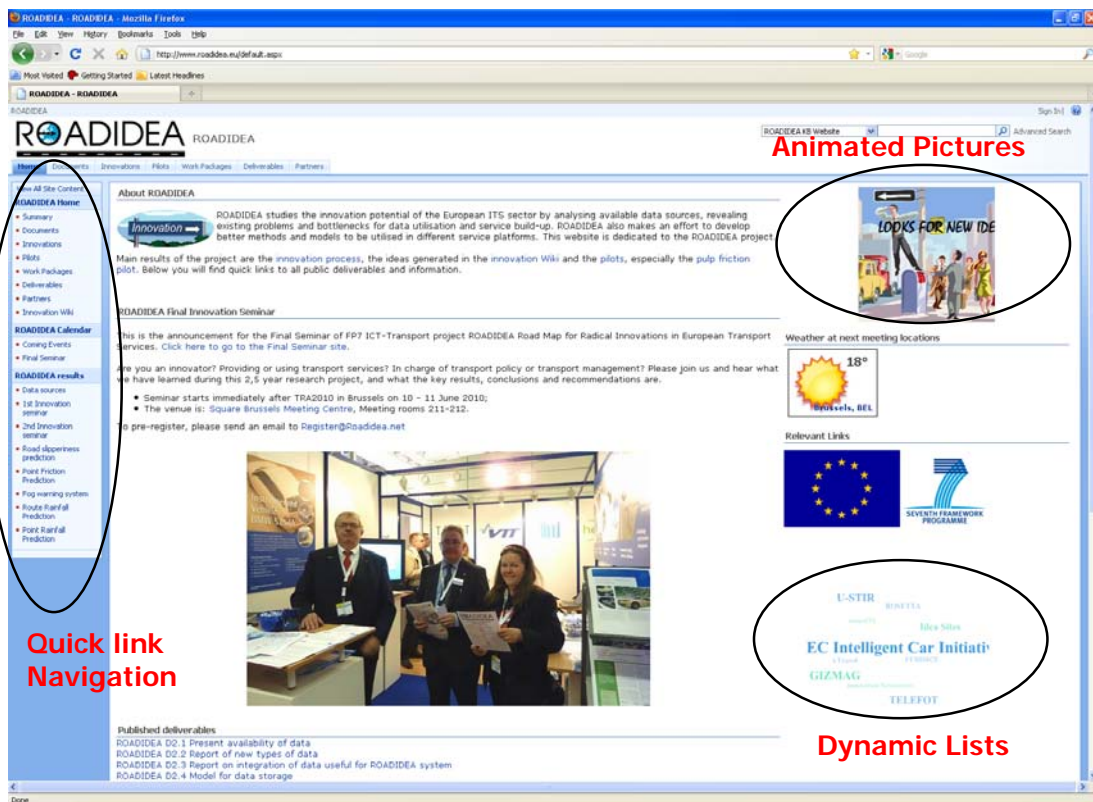 ROADIDEA - ROADIDEA - Mozilla Firefox
File Edit View History Bookmarks Tools Help
http://www.roadidea.eu/default.aspx
Google
Most Visited Getting Started Latest Headlines
ROADIDEA - ROADIDEA
ROADIDEA
Sign In
ROADIDEA ROADIDEA
ROADIDEA KB Website
Advanced Search
Animated Pictures
Home Documents Innovations Pilots Work Packages Deliverables Partners
View All Site Content
ROADIDEA Home
Summary
Documents
Innovations
Pilots
Work Packages
Deliverables
Partners
Innovation Wiki
ROADIDEA Calendar
Coming Events
Final Seminar
ROADIDEA results
Data sources
1st Innovation
seminar
2nd Innovation
seminar
Road slipperiness
prediction
Point Friction
Prediction
Fog warning system
Route Rainfall
Prediction
Point Rainfall
Prediction
Quick link
Navigation
About ROADIDEA
Innovation
ROADIDEA studies the innovation potential of the European ITS sector by analysing available data sources, revealing
existing problems and bottlenecks for data utilisation and service build-up. ROADIDEA also makes an effort to develop
better methods and models to be utilised in different service platforms. This website is dedicated to the ROADIDEA project
Main results of the project are the innovation process, the ideas generated in the innovation Wiki and the pilots, especially the pulp friction
pilot. Below you will find quick links to all public deliverables and information.
ROADIDEA Final Innovation Seminar
This is the announcement for the Final Seminar of FP7 ICT-Transport project ROADIDEA Road Map for Radical Innovations in European Transport
Services. Click here to go to the Final Seminar site.
Are you an innovator? Providing or using transport services? In charge of transport policy or transport management? Please join us and hear what
we have learned during this 2,5 year research project, and what the key results, conclusions and recommendations are.
Seminar starts immediately after TRA2010 in Brussels on 10 - 11 June 2010;
The venue is: Square Brussels Meeting Centre, Meeting rooms 211-212.
To pre-register, please send an email to Register@Roadidea.net
VTT
Published deliverables
ROADIDEA D2.1 Present availability of data
ROADIDEA D2.2 Report of new types of data
ROADIDEA D2.3 Report on integration of data useful for ROADIDEA system
ROADIDEA D2.4 Model for data storage
LOOKS FOR NEW IDE
Weather at next meeting locations
18°
Brussels, BEL
Relevant Links
SEVENTH FRAMEWORK
PROGRAMME
U-STIR
ROSETTA
Idea Sites
EC Intelligent Car Initiativ
GIZMAG
TELEFOT
Dynamic Lists
Done